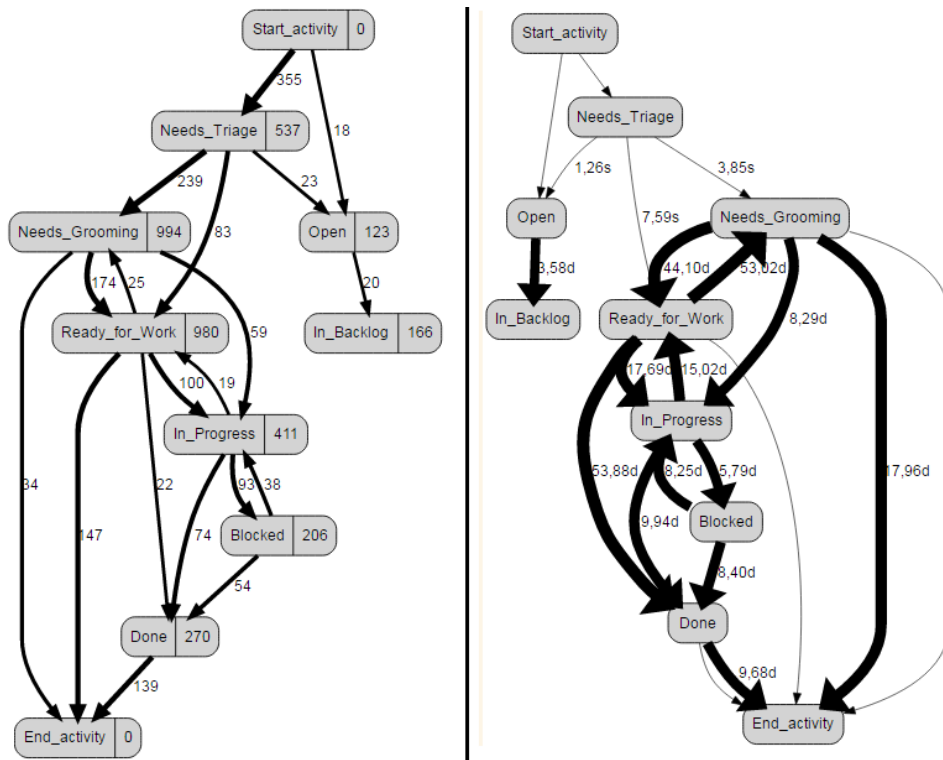 Start_activity 0
355
18
Needs_Triage 537
239
23
83
Needs_Grooming 994
Open 123
174
25
20
59
Ready_for_Work 980
In_Backlog 166
100
19
In_Progress 411
34
147
22
93
38
74
Blocked 206
54
Done 270
139
End_activity 0
Start_activity
Needs_Triage
1,26s
3,85s
Open
7,59s
Needs_Grooming
3,58d
44,10d
53,02d
In_Backlog
Ready_for_Work
8,29d
17,69d
15,02d
In_Progress
53,88d
8,25d
5,79d
17,96d
9,94d
Blocked
8,40d
Done
9,68d
End_activity